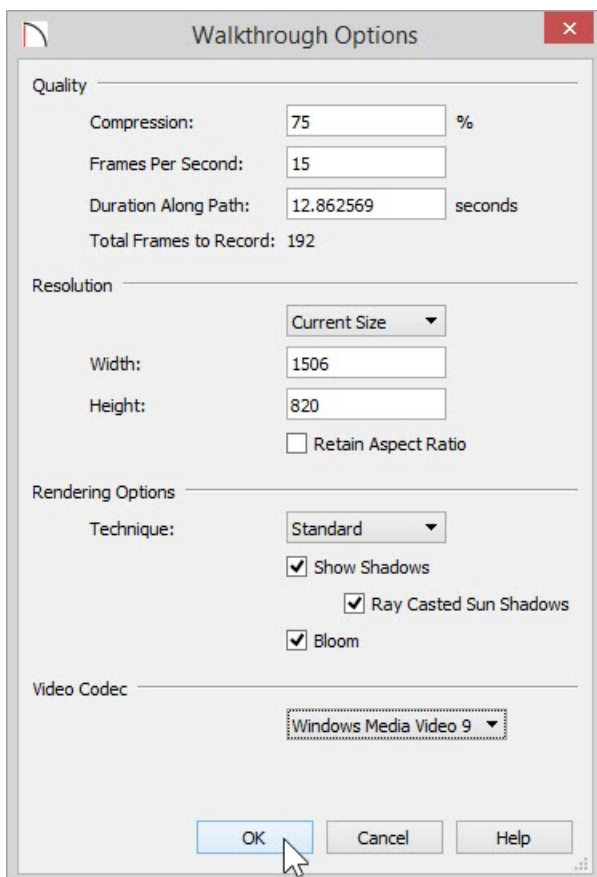 Walkthrough Options
Quality
Compression: 75 %
Frames Per Second: 15
Duration Along Path: 12.862569 seconds
Total Frames to Record: 192
Resolution
Current Size
Width: 1506
Height: 820
Retain Aspect Ratio
Rendering Options
Technique: Standard
Show Shadows
Ray Casted Sun Shadows
Bloom
Video Codec
Windows Media Video 9
OK Cancel Help